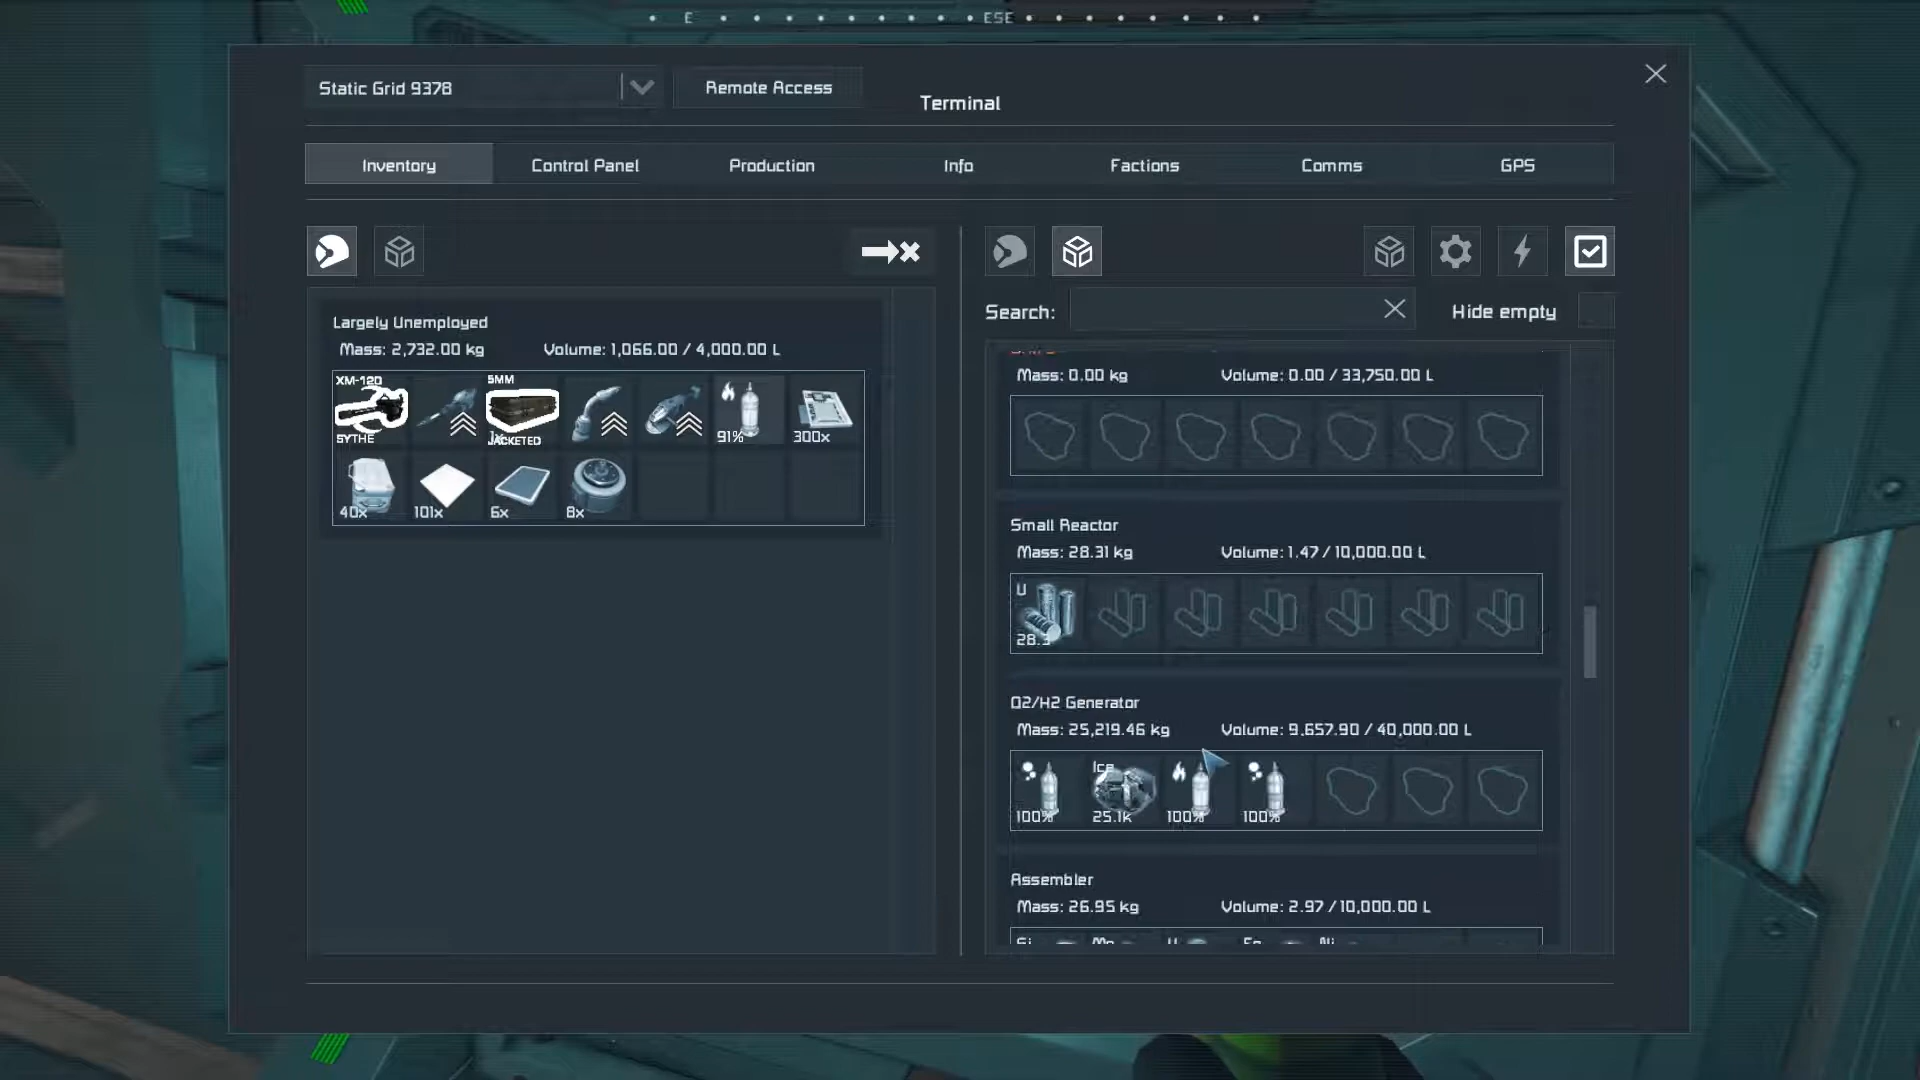 E ESE
Static Grid 9378
Remote Access
Terminal
Inventory
Control Panel
Production
Info
Factions
Comms
GPS
Search:
Hide empty
Largely Unemployed
Mass: 2,732.00 kg Volume: 1,066.00 / 4,000.00 L
XM-12D
SYTHE
5MM
1x
JACKETED
91%
300x
40x
101x
6x
8x
Mass: 0.00 kg Volume: 0.00 / 33,750.00 L
Small Reactor
Mass: 28.31 kg Volume: 1.47 / 10,000.00 L
U
28.3
O2/H2 Generator
Mass: 25,219.46 kg Volume: 9,657.90 / 40,000.00 L
100%
Ice
25.1k
100%
100%
Assembler
Mass: 26.95 kg Volume: 2.97 / 10,000.00 L